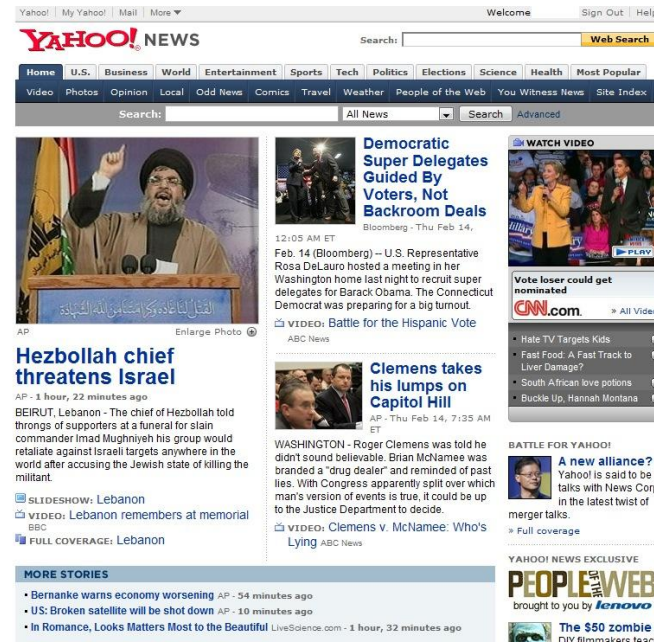 Yahoo! My Yahoo! Mail More ▼ Welcome Sign Out Help
YAHOO! NEWS Search: Web Search
Home U.S. Business World Entertainment Sports Tech Politics Elections Science Health Most Popular
Video Photos Opinion Local Odd News Comics Travel Weather People of the Web You Witness News Site Index
Search: All News Search Advanced
AP Enlarge Photo
Hezbollah chief
threatens Israel
AP - 1 hour, 22 minutes ago
BEIRUT, Lebanon - The chief of Hezbollah told
throngs of supporters at a funeral for slain
commander Imad Mughniyeh his group would
retaliate against Israeli targets anywhere in the
world after accusing the Jewish state of killing the
militant.
SLIDESHOW: Lebanon
VIDEO: Lebanon remembers at memorial
BBC
FULL COVERAGE: Lebanon
Democratic
Super Delegates
Guided By
Voters, Not
Backroom Deals
Bloomberg - Thu Feb 14,
12:05 AM ET
Feb. 14 (Bloomberg) -- U.S. Representative
Rosa DeLauro hosted a meeting in her
Washington home last night to recruit super
delegates for Barack Obama. The Connecticut
Democrat was preparing for a big turnout.
VIDEO: Battle for the Hispanic Vote
ABC News
Clemens takes
his lumps on
Capitol Hill
AP - Thu Feb 14, 7:35 AM
ET
WASHINGTON - Roger Clemens was told he
didn't sound believable. Brian McNamee was
branded a "drug dealer" and reminded of past
lies. With Congress apparently split over which
man's version of events is true, it could be up
to the Justice Department to decide.
VIDEO: Clemens v. McNamee: Who's
Lying ABC News
WATCH VIDEO
PLAY
Vote loser could get
nominated
CNN.com. » All Video
Hate TV Targets Kids
Fast Food: A Fast Track to
Liver Damage?
South African love potions
Buckle Up, Hannah Montana
BATTLE FOR YAHOO!
A new alliance?
Yahoo! is said to be
talks with News Corp
in the latest twist of
merger talks.
» Full coverage
YAHOO! NEWS EXCLUSIVE
PEOPLE OF THE WEB
brought to you by lenovo
The $50 zombie
MORE STORIES
• Bernanke warns economy worsening AP - 54 minutes ago
• US: Broken satellite will be shot down AP - 10 minutes ago
• In Romance, Looks Matters Most to the Beautiful LiveScience.com - 1 hour, 32 minutes ago